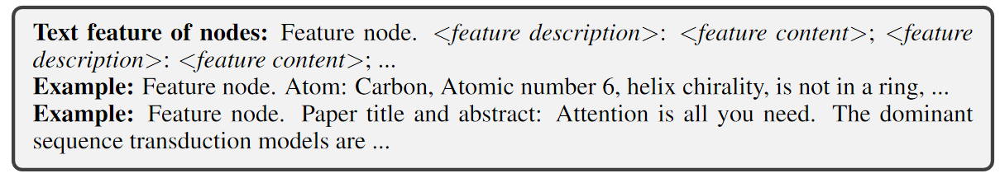 Text feature of nodes: Feature node. <feature description>: <feature content>; <feature
description>: <feature content>; ...
Example: Feature node. Atom: Carbon, Atomic number 6, helix chirality, is not in a ring, ...
Example: Feature node. Paper title and abstract: Attention is all you need. The dominant
sequence transduction models are ...